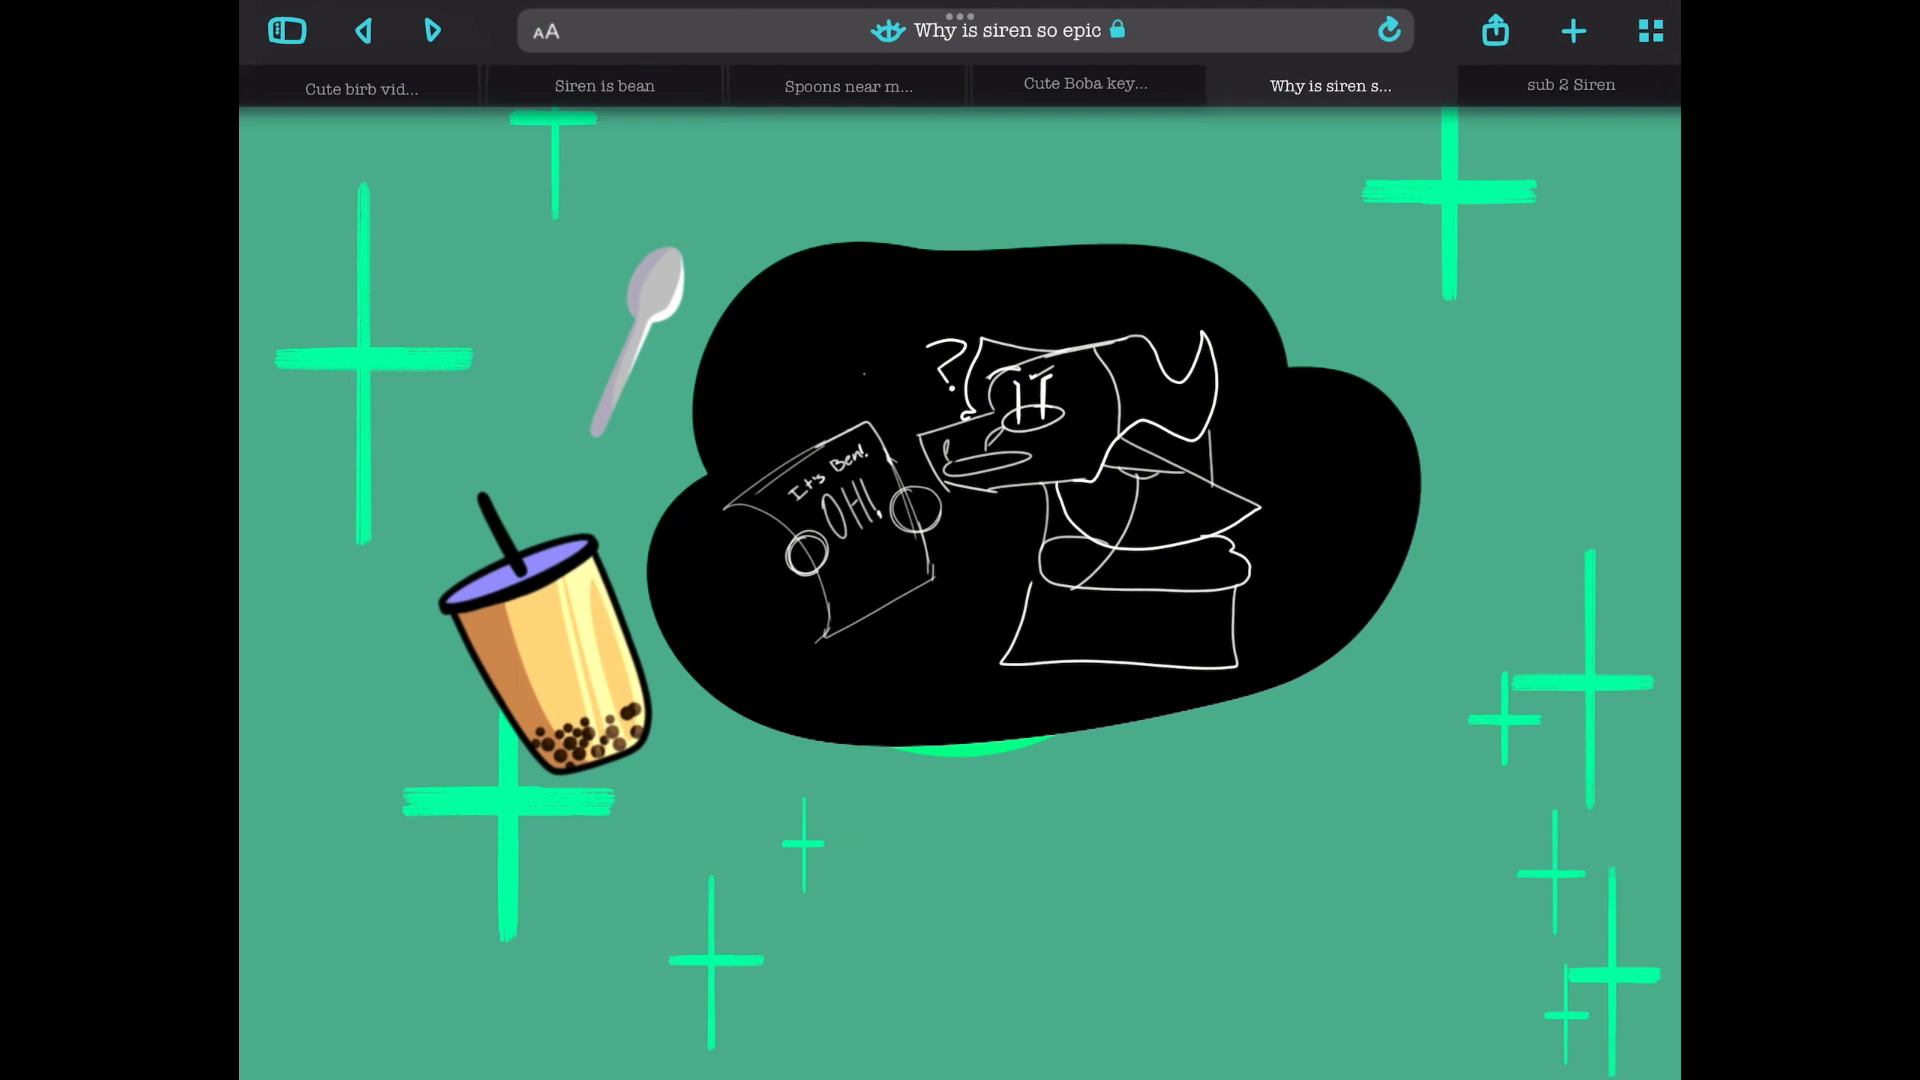 AA
Why is siren so epic
Cute birb vid...
Siren is bean
Spoons near m...
Cute Boba key...
Why is siren s...
sub 2 Siren
?
It's Ben!
OH!